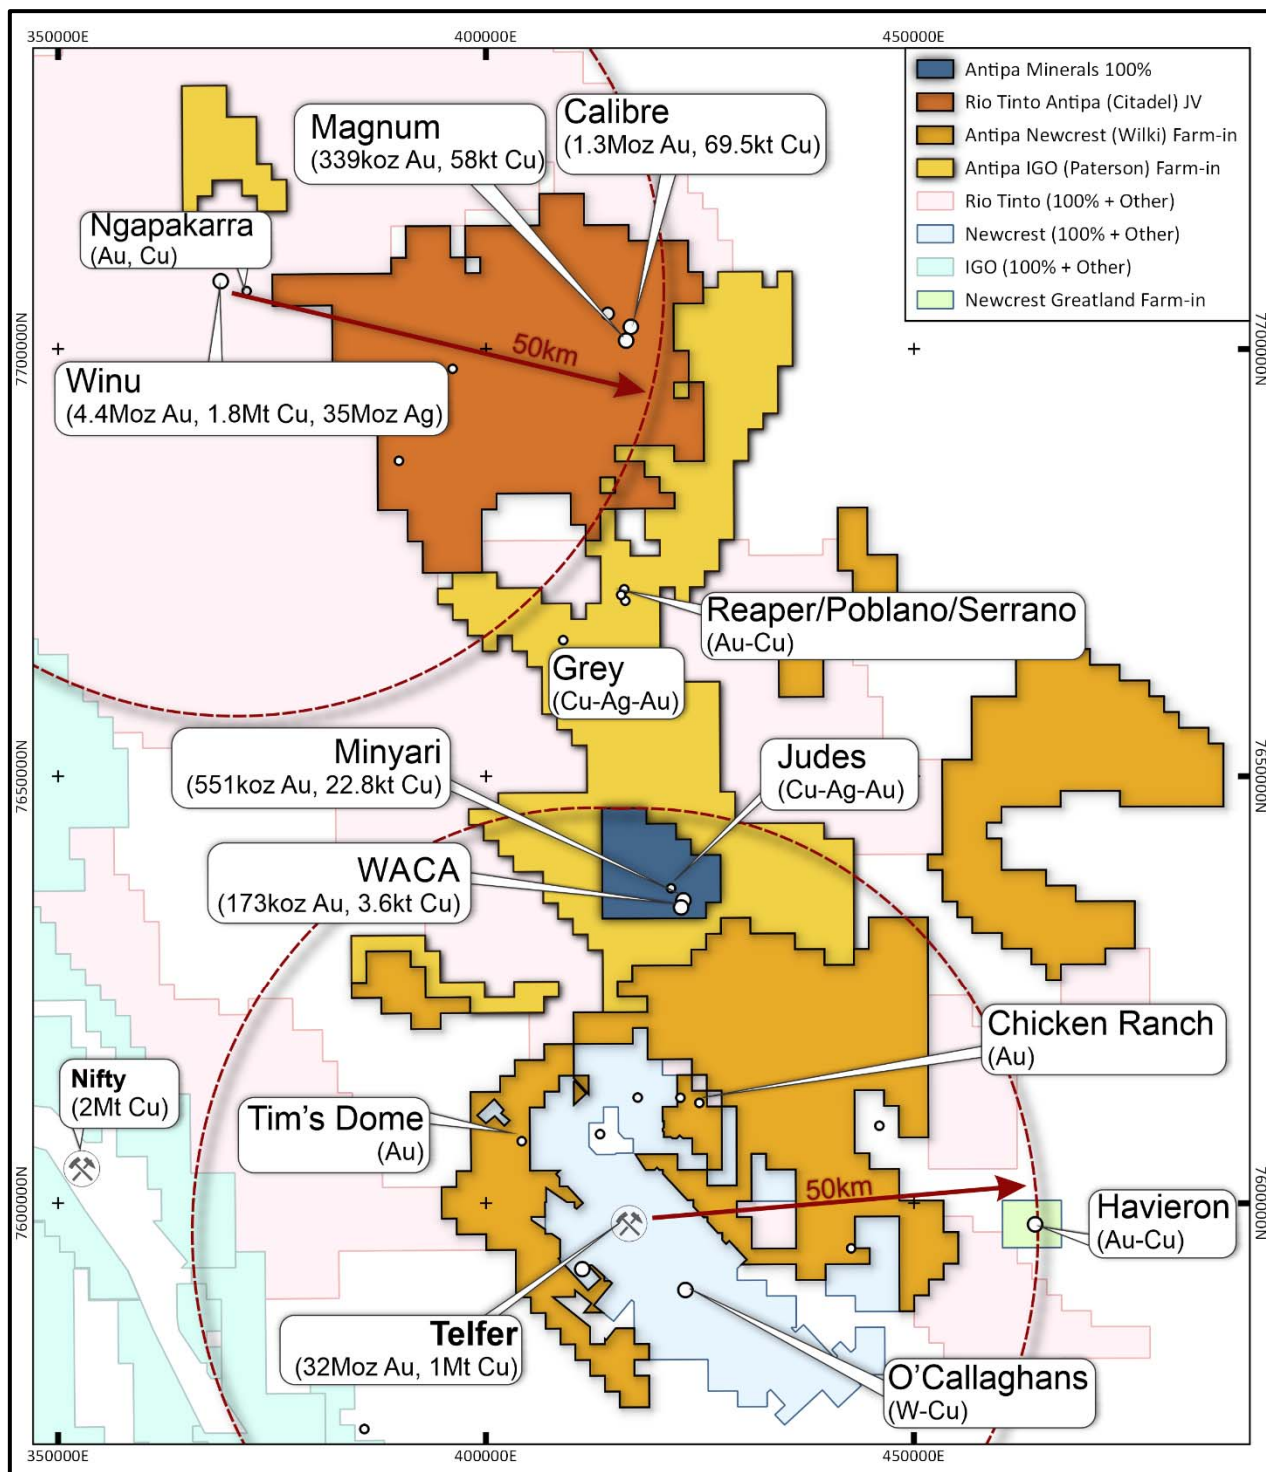 350000E
400000E
450000E
Antipa Minerals 100%
Rio Tinto Antipa (Citadel) JV
Antipa Newcrest (Wilki) Farm-in
Antipa IGO (Paterson) Farm-in
Rio Tinto (100% + Other)
Newcrest (100% + Other)
IGO (100% + Other)
Newcrest Greatland Farm-in
Calibre
(1.3Moz Au, 69.5kt Cu)
Magnum
(339koz Au, 58kt Cu)
Ngapakarra
(Au, Cu)
7700000N
7700000N
50km
Winu
(4.4Moz Au, 1.8Mt Cu, 35Moz Ag)
Reaper/Poblano/Serrano
(Au-Cu)
Grey
(Cu-Ag-Au)
Minyari
(551koz Au, 22.8kt Cu)
Judes
(Cu-Ag-Au)
7650000N
7650000N
WACA
(173koz Au, 3.6kt Cu)
Chicken Ranch
(Au)
Nifty
(2Mt Cu)
Tim's Dome
(Au)
50km
7600000N
7600000N
Havieron
(Au-Cu)
Telfer
(32Moz Au, 1Mt Cu)
O'Callaghans
(W-Cu)
350000E
400000E
450000E